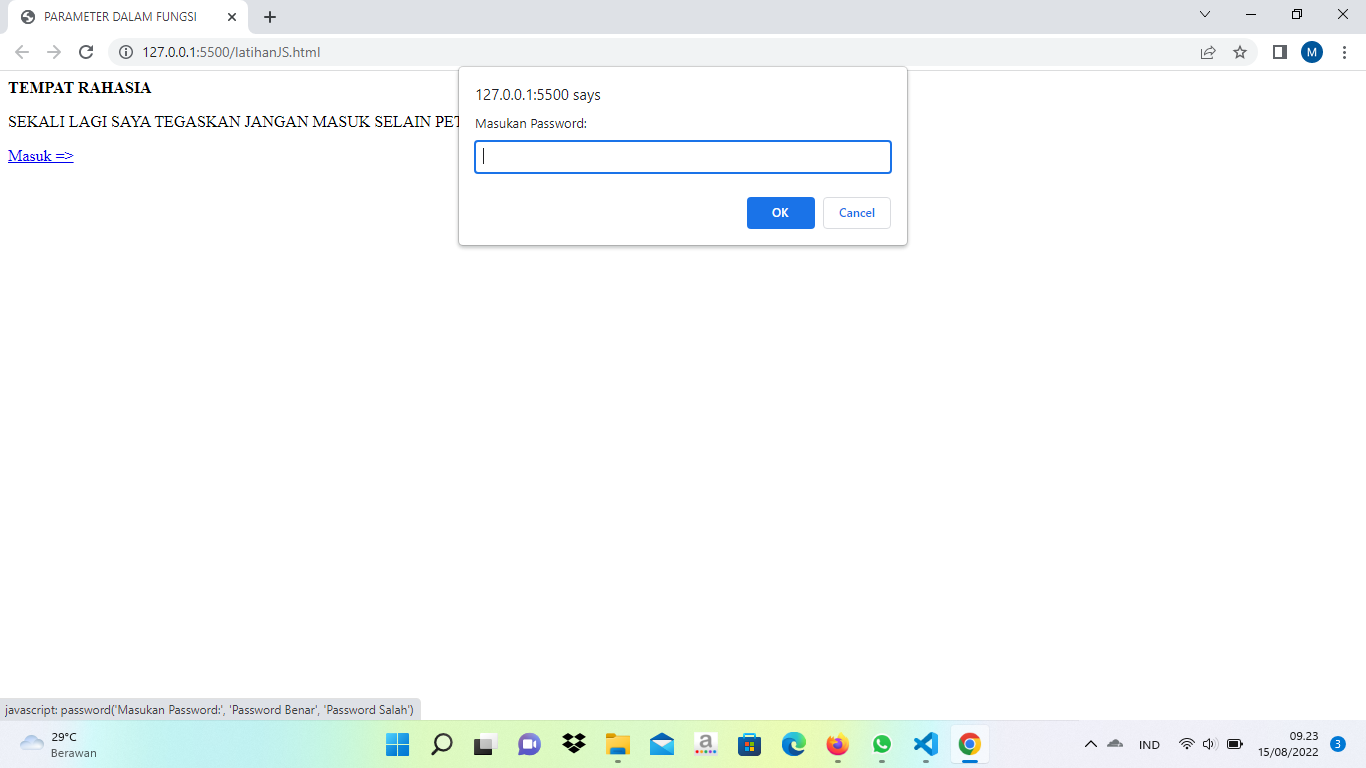 PARAMETER DALAM FUNGSI
127.0.0.1:5500/latihanJS.html
M
TEMPAT RAHASIA
SEKALI LAGI SAYA TEGASKAN JANGAN MASUK SELAIN PET
Masuk =>
127.0.0.1:5500 says
Masukan Password:
OK
Cancel
javascript: password('Masukan Password:', 'Password Benar', 'Password Salah')
29°C
Berawan
a
IND
09.23
15/08/2022
3